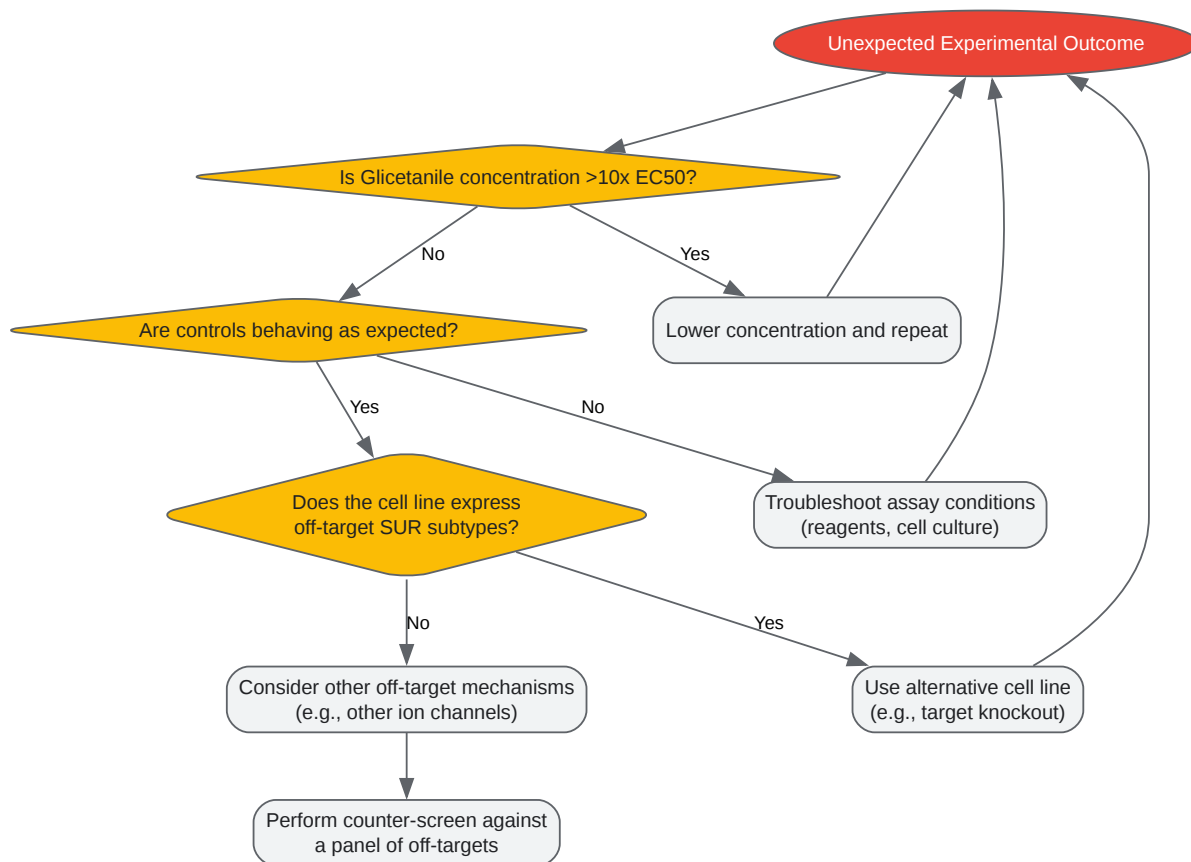 Unexpected Experimental Outcome
Is Glicetanile concentration >10x EC50?
No
Yes
Are controls behaving as expected?
Lower concentration and repeat
Yes
No
Does the cell line express
off-target SUR subtypes?
Troubleshoot assay conditions
(reagents, cell culture)
No
Yes
Consider other off-target mechanisms
(e.g., other ion channels)
Use alternative cell line
(e.g., target knockout)
Perform counter-screen against
a panel of off-targets